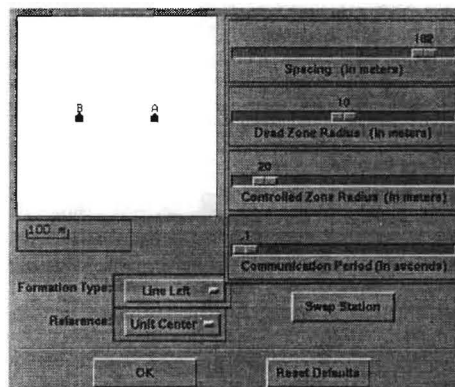 182
Spacing (in meters)
10
Dead Zone Radius (in meters)
20
Controlled Zone Radius (in meters)
1
Communication Period (in seconds)
B A
100 m
Formation Type: Line Left
Reference: Unit Center
Swap Station
OK Reset Defaults